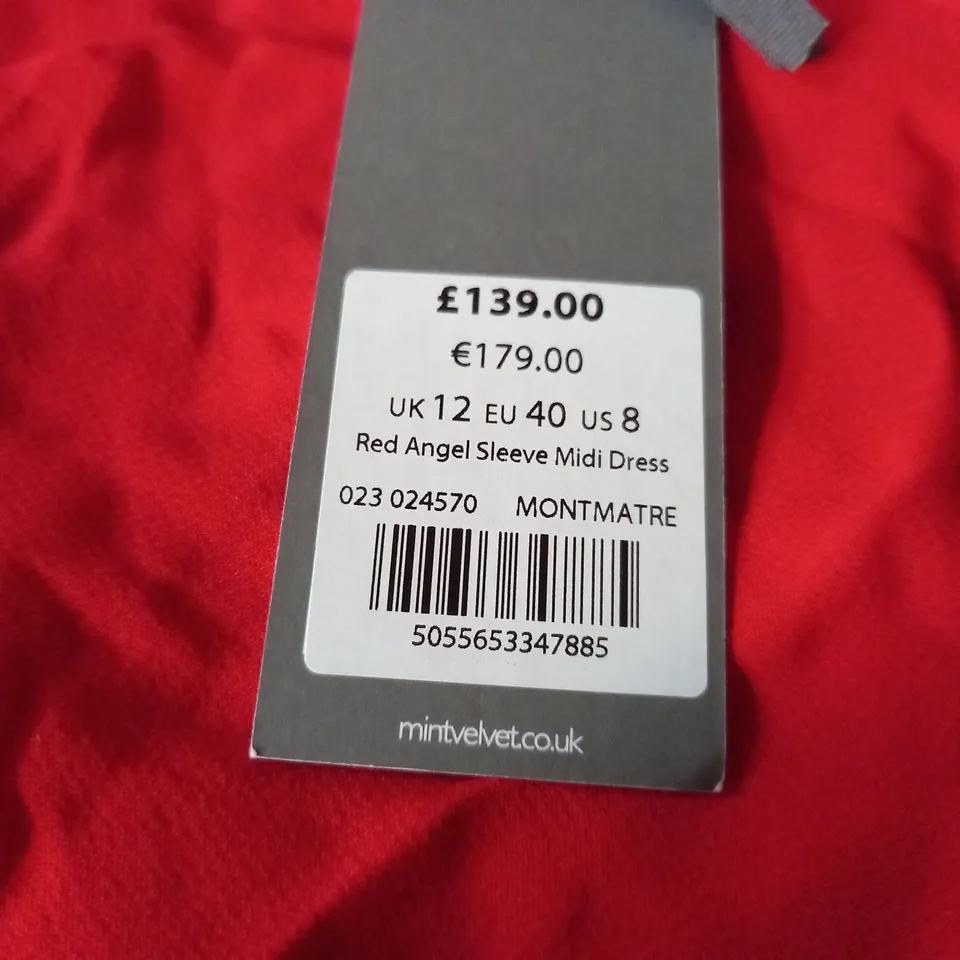 £139.00
€179.00
UK 12 EU 40 US 8
Red Angel Sleeve Midi Dress
023 024570 MONTMATRE
5055653347885
mintvelvet.co.uk